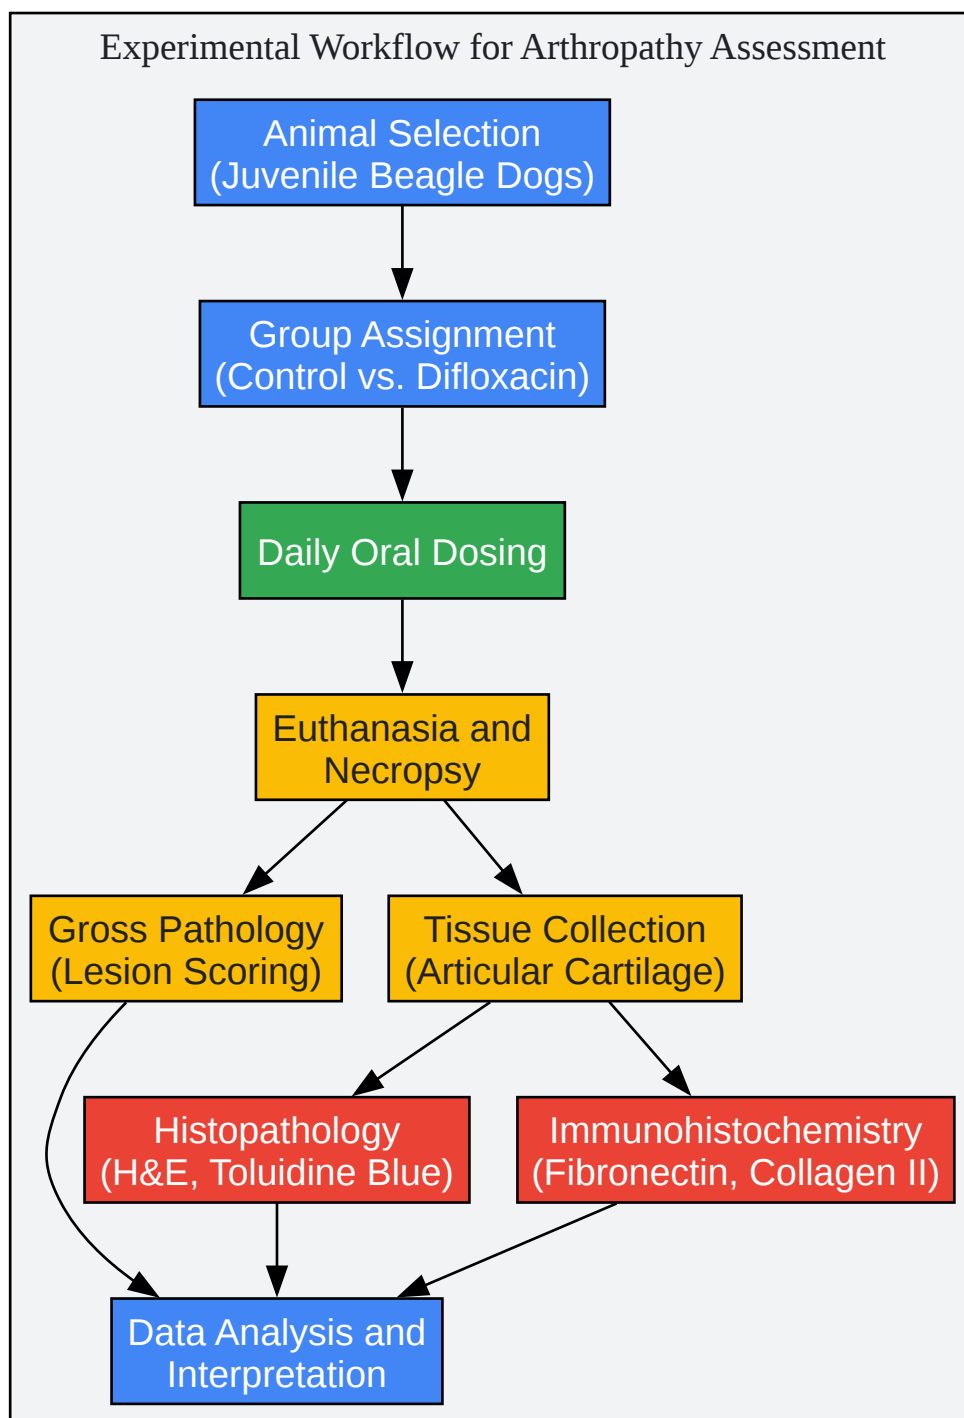 Experimental Workflow for Arthropathy Assessment
Animal Selection
(Juvenile Beagle Dogs)
Group Assignment
(Control vs. Difloxacin)
Daily Oral Dosing
Euthanasia and
Necropsy
Gross Pathology
(Lesion Scoring)
Tissue Collection
(Articular Cartilage)
Histopathology
(H&E, Toluidine Blue)
Immunohistochemistry
(Fibronectin, Collagen II)
Data Analysis and
Interpretation